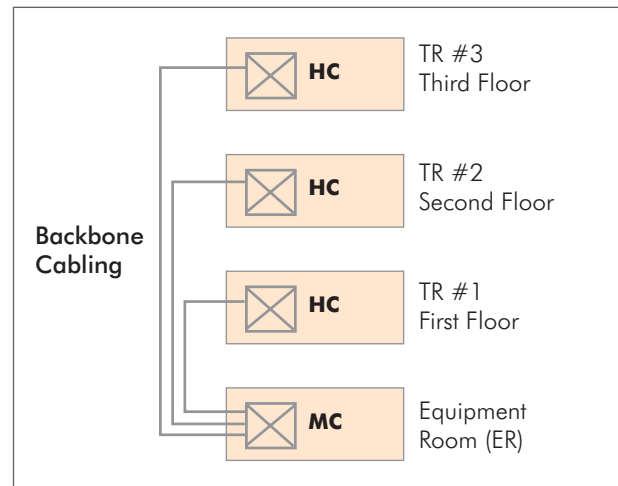 HC
TR #3
Third Floor
HC
TR #2
Second Floor
Backbone
Cabling
HC
TR #1
First Floor
MC
Equipment
Room (ER)